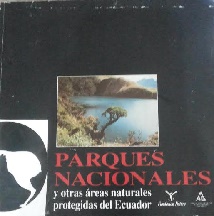 PARQUES
NACIONALES
y otras áreas naturales
protegidas del Ecuador